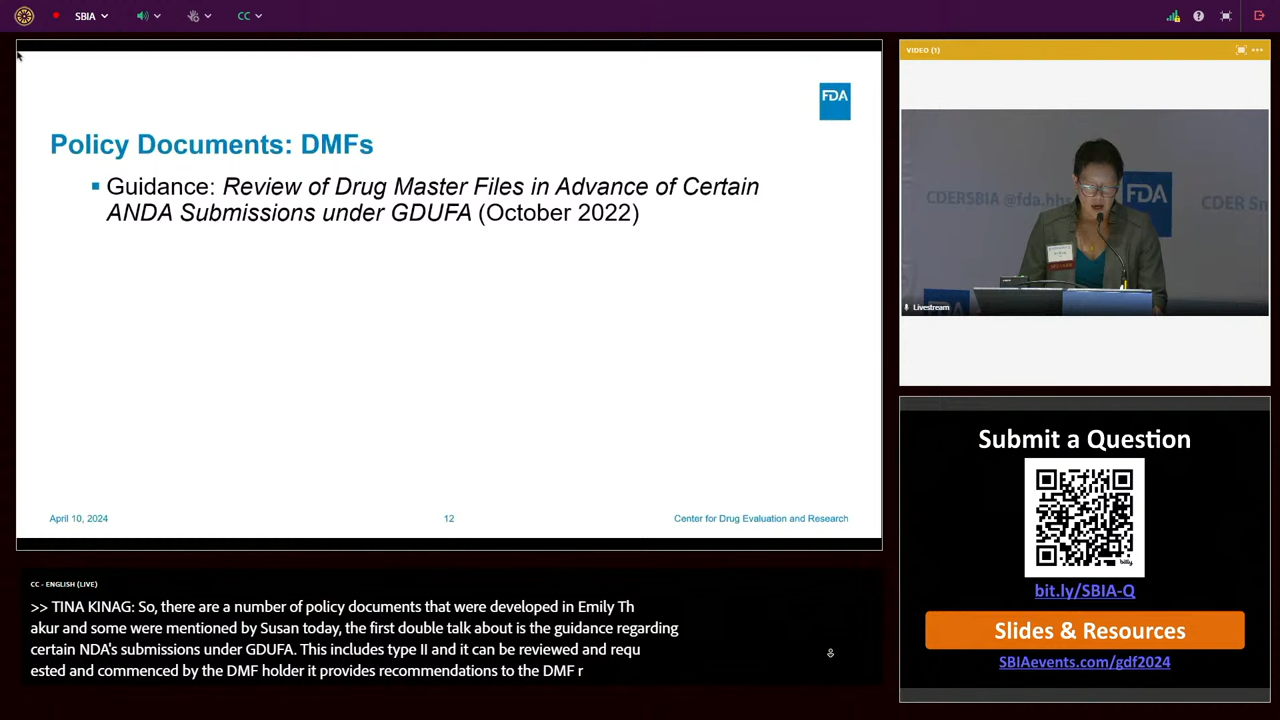 SBIA
CC
FDA
Policy Documents: DMFs
Guidance: Review of Drug Master Files in Advance of Certain
ANDA Submissions under GDUFA (October 2022)
April 10, 2024
12
Center for Drug Evaluation and Research
CC - ENGLISH (LIVE)
>> TINA KINAG: So, there are a number of policy documents that were developed in Emily Th
akur and some were mentioned by Susan today, the first double talk about is the guidance regarding
certain NDA's submissions under GDUFA. This includes type II and it can be reviewed and requ
ested and commenced by the DMF holder it provides recommendations to the DMF r
VIDEO (1)
CDERSBIA @fda.hhs
FDA
CDER Sm
Livestream
Submit a Question
bitly
bit.ly/SBIA-Q
Slides & Resources
SBIAevents.com/gdf2024